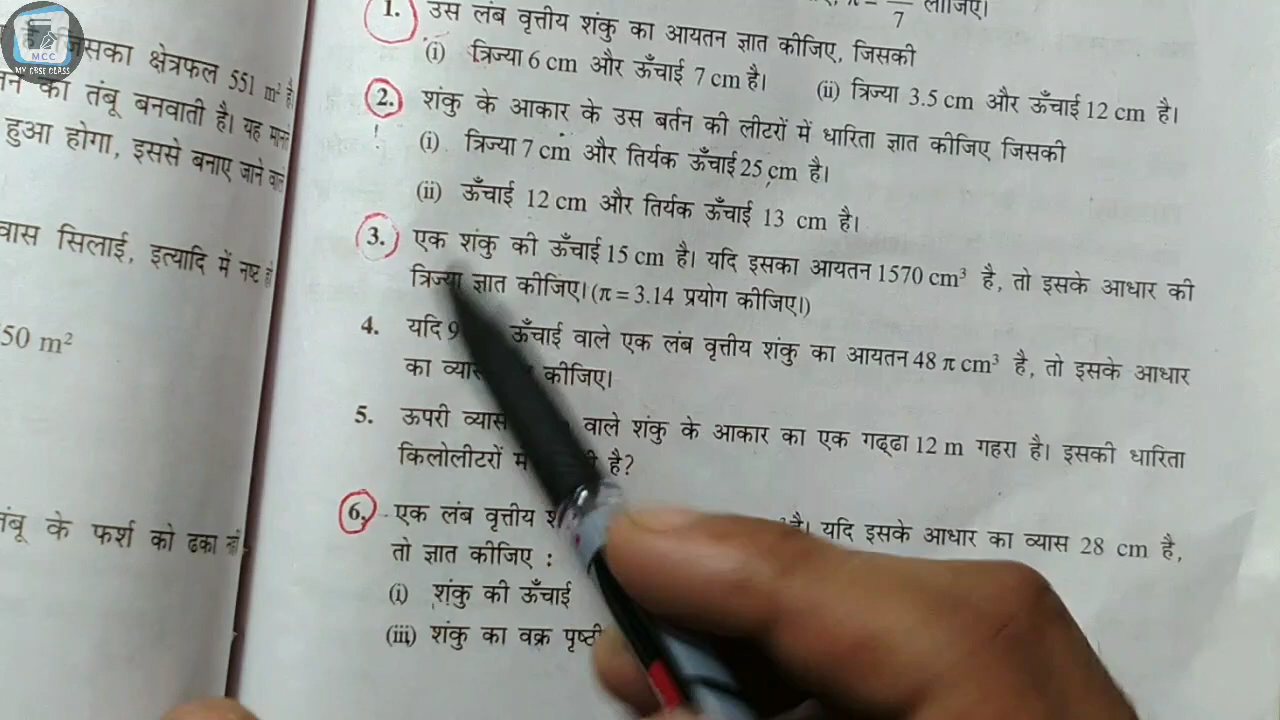 MCC
MY CBSE CLASS
जिसका क्षेत्रफल 551 m² है।
का तंबू बनवाती है। यह मान
हुआ होगा, इससे बनाए जाने वाले
सिलाई, इत्यादि में नष्ट हो
50 m²
के फर्श को ढका
7 लीजिए।
1. उस लंब वृत्तीय शंकु का आयतन ज्ञात कीजिए, जिसकी
(i) त्रिज्या 6 cm और ऊँचाई 7 cm है। (ii) त्रिज्या 3.5 cm और ऊँचाई 12 cm है।
2. शंकु के आकार के उस बर्तन की लीटरों में धारिता ज्ञात कीजिए जिसकी
(i) त्रिज्या 7 cm और तिर्यक ऊँचाई 25 cm है।
(ii) ऊँचाई 12 cm और तिर्यक ऊँचाई 13 cm है।
3. एक शंकु की ऊँचाई 15 cm है। यदि इसका आयतन 1570 cm³ है, तो इसके आधार की
त्रिज्या ज्ञात कीजिए। (π = 3.14 प्रयोग कीजिए।)
4. यदि 9 ऊँचाई वाले एक लंब वृत्तीय शंकु का आयतन 48 π cm³ है, तो इसके आधार
का कीजिए।
5. ऊपरी व्यास वाले शंकु के आकार का एक गढ्ढा 12 m गहरा है। इसकी धारिता
किलोलीटरों है?
6. एक लंब वृत्तीय है। यदि इसके आधार का व्यास 28 cm है,
तो ज्ञात कीजिए :
(i) शंकु की ऊँचाई
(iii) शंकु का वक्र